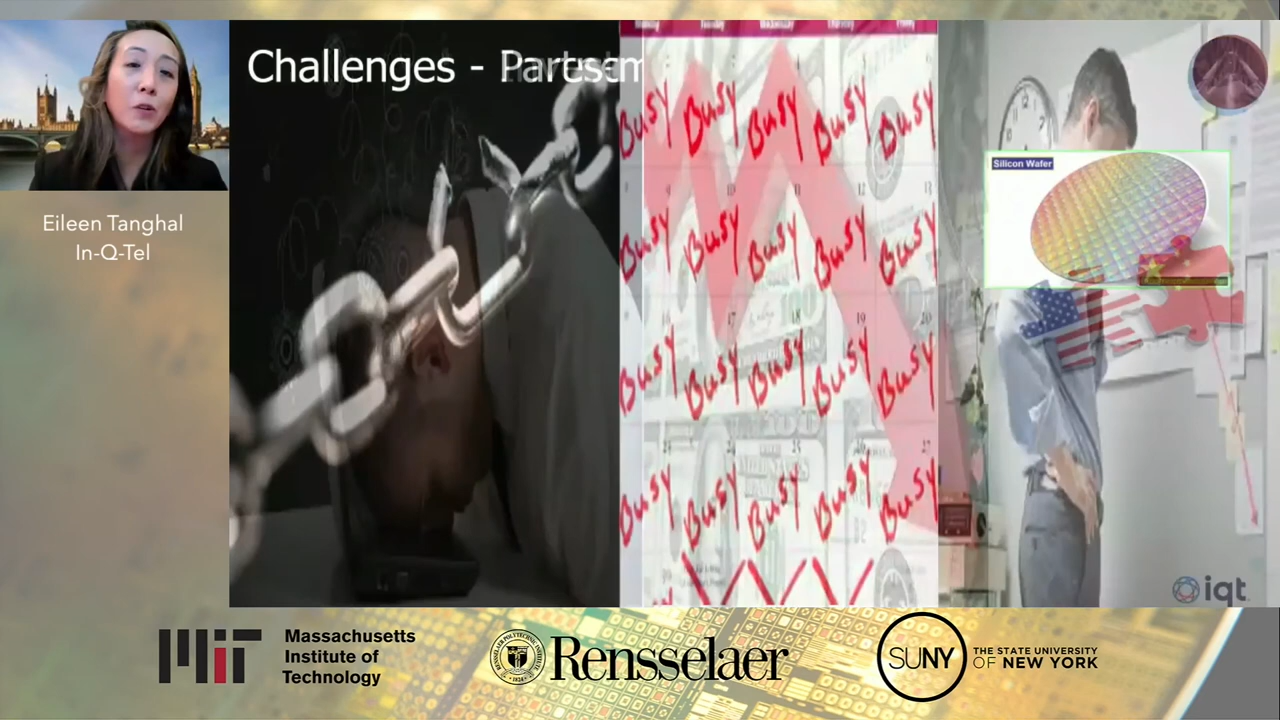 Eileen Tanghal
In-Q-Tel
Challenges -
Busy Busy Busy Busy Busy
Busy Busy Busy Busy Busy
Busy Busy Busy Busy Busy
Busy Busy Busy Busy Busy
Silicon Wafer
iqt
MIT
Massachusetts
Institute of
Technology
Rensselaer
SUNY
THE STATE UNIVERSITY
OF NEW YORK